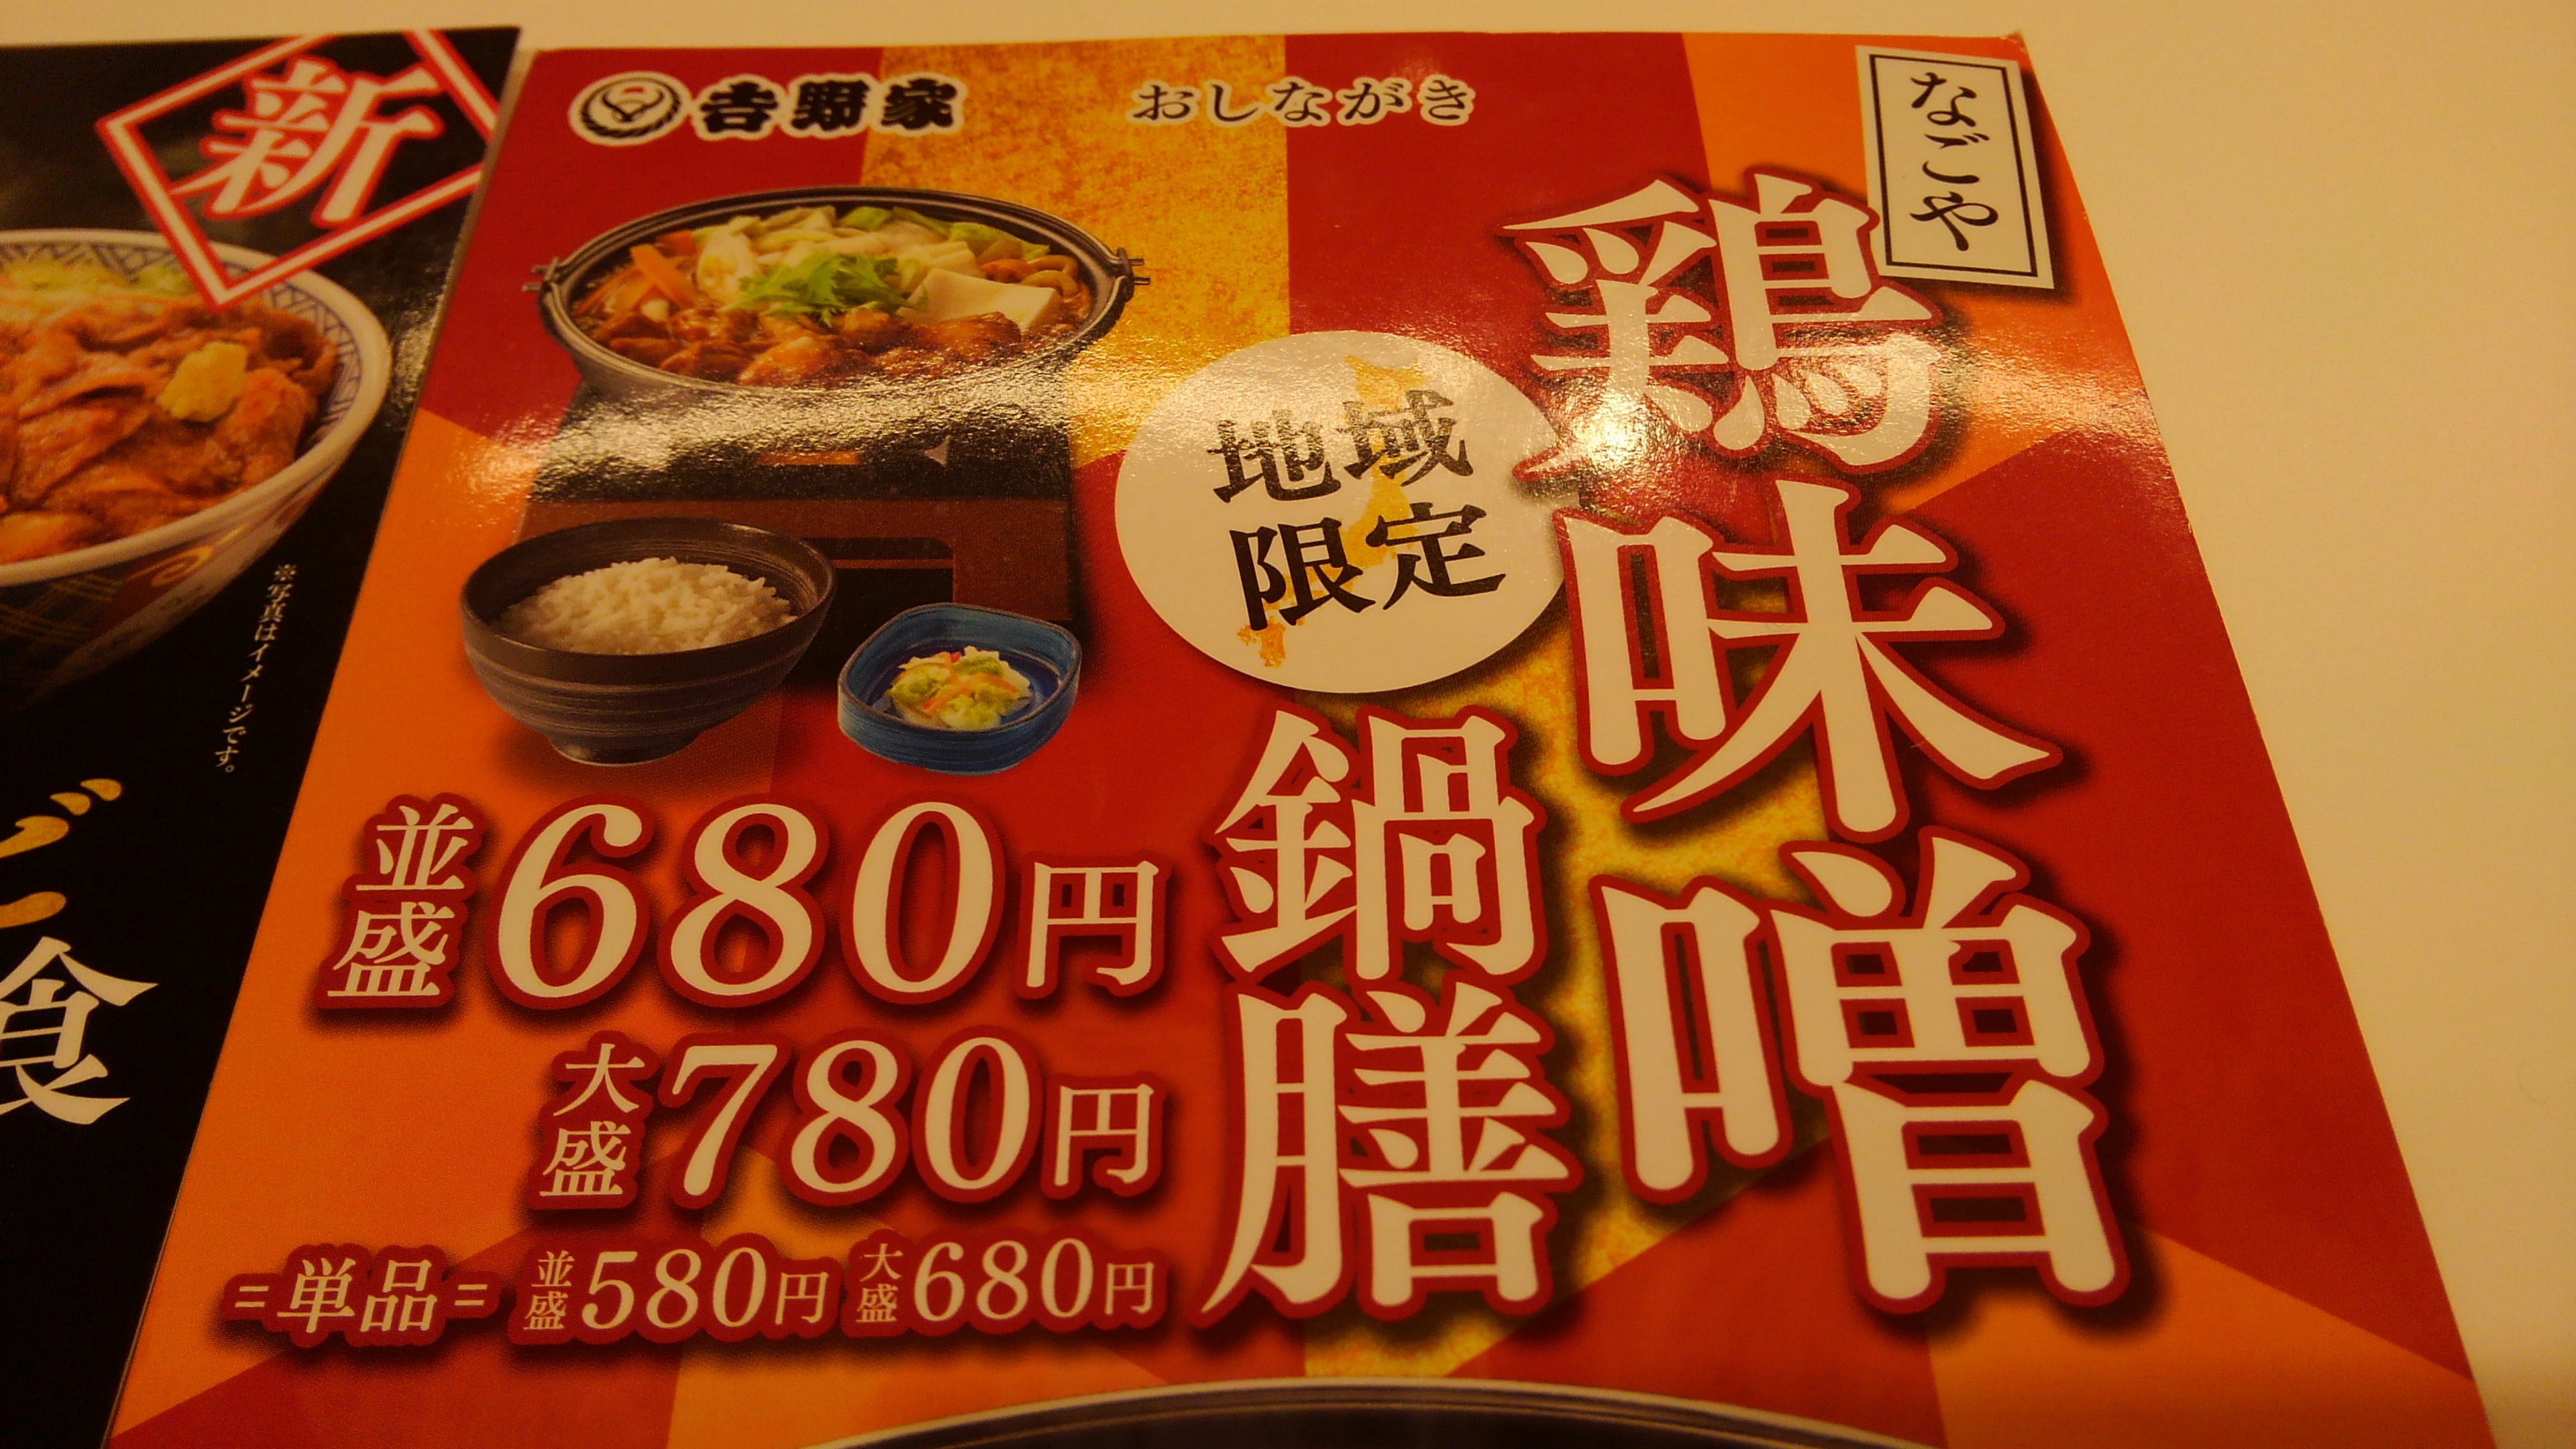 新
※写真はイメージです。
食
吉野家
おしながき
なごや
鶏味噌
鍋膳
地域
限定
並盛680円
大盛780円
=単品= 並盛580円 大盛680円